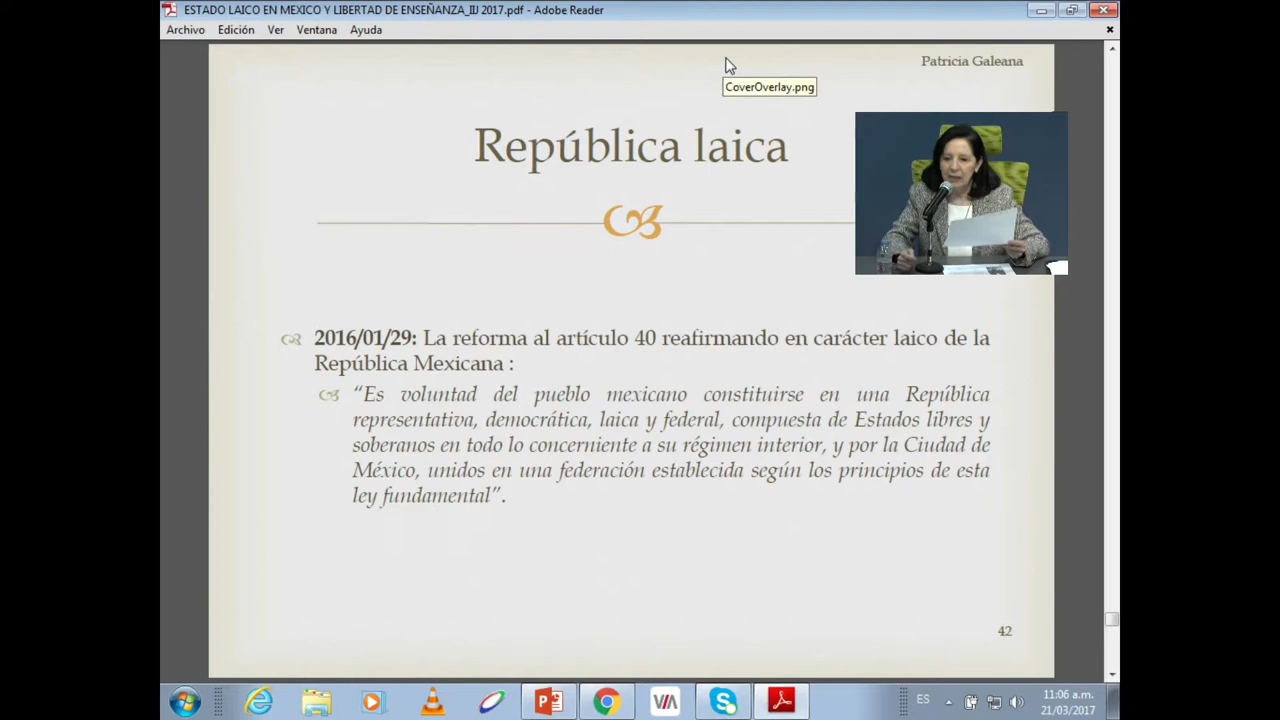 ESTADO LAICO EN MEXICO Y LIBERTAD DE ENSEÑANZA_IIJ 2017.pdf - Adobe Reader
Archivo Edición Ver Ventana Ayuda
Patricia Galeana
CoverOverlay.png
República laica
2016/01/29: La reforma al artículo 40 reafirmando en carácter laico de la
República Mexicana :
“Es voluntad del pueblo mexicano constituirse en una República
representativa, democrática, laica y federal, compuesta de Estados libres y
soberanos en todo lo concerniente a su régimen interior, y por la Ciudad de
México, unidos en una federación establecida según los principios de esta
ley fundamental”.
42
VIA
ES
11:06 a.m.
21/03/2017